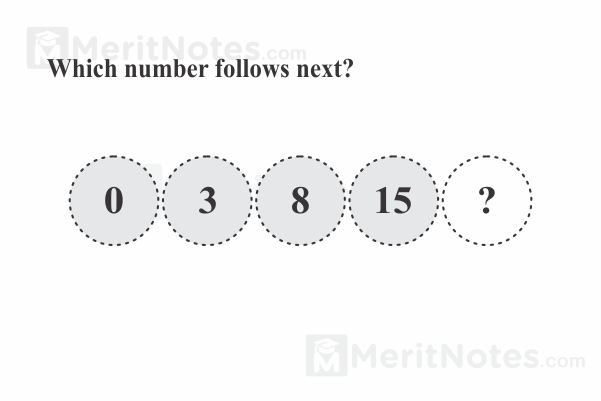 MeritNotes.com
Which number follows next?
0 3 8 15 ?
MeritNotes.com